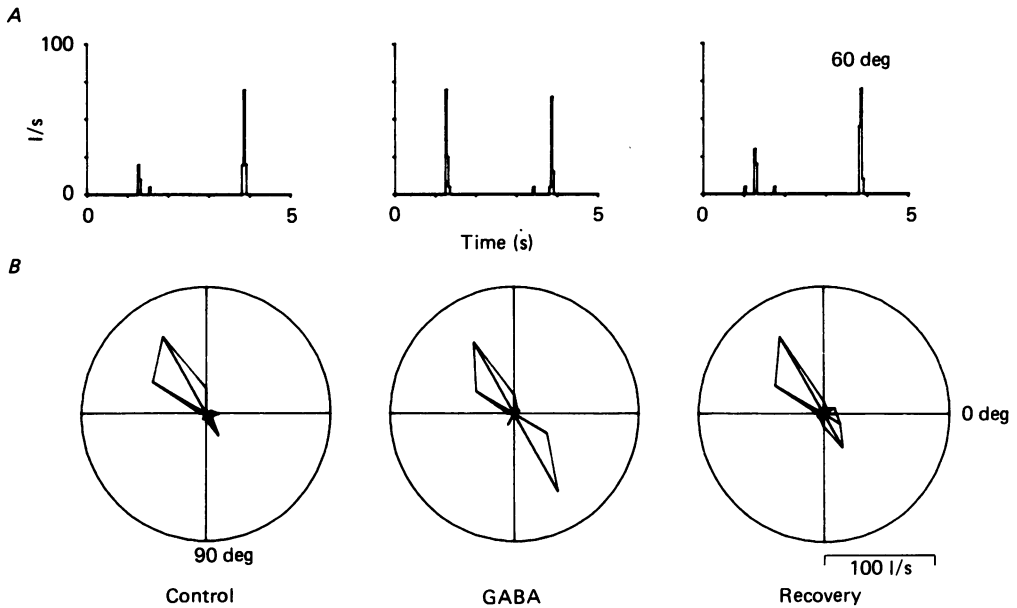 A
100
I/s
0
0
5
0
5
60 deg
0
5
Time (s)
B
0 deg
90 deg
100 I/s
Control
GABA
Recovery